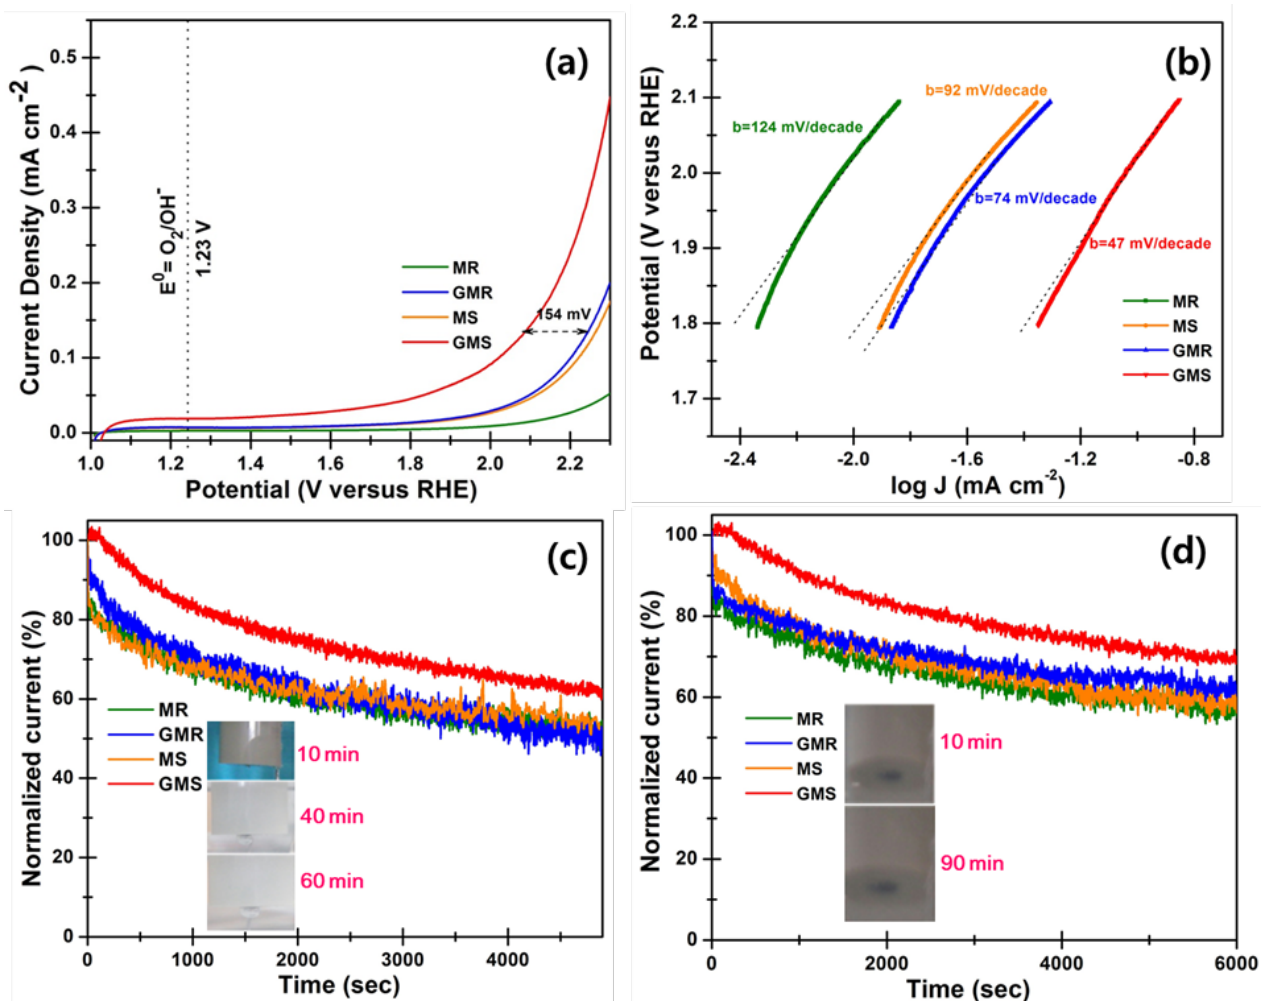 (a)
Current Density (mA cm-2)
0.5
0.4
0.3
0.2
0.1
0.0
E0= O2/OH-
1.23 V
MR
GMR
MS
GMS
154 mV
1.0 1.2 1.4 1.6 1.8 2.0 2.2
Potential (V versus RHE)
(b)
Potential (V versus RHE)
2.2
2.1
2.0
1.9
1.8
1.7
b=92 mV/decade
b=124 mV/decade
b=74 mV/decade
b=47 mV/decade
MR
MS
GMR
GMS
-2.4 -2.0 -1.6 -1.2 -0.8
log J (mA cm-2)
(c)
Normalized current (%)
100
80
60
40
20
0
MR
GMR
MS
GMS
10 min
40 min
60 min
0 1000 2000 3000 4000
Time (sec)
(d)
Normalized current (%)
100
80
60
40
20
0
MR
GMR
MS
GMS
10 min
90 min
0 2000 4000 6000
Time (sec)